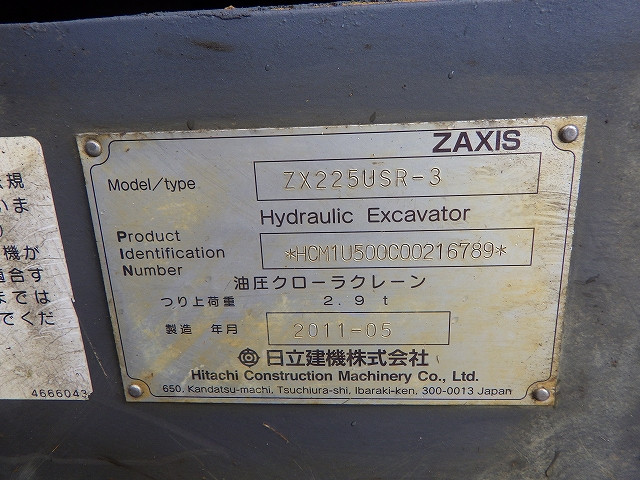 ZAXIS
Model/type ZX225USR-3
Hydraulic Excavator
Product
Identification
Number
*HCM1U500C00216789*
油圧クローラクレーン
つり上荷重 2.9t
製造 年月 2011-05
日立建機株式会社
Hitachi Construction Machinery Co., Ltd.
650, Kandatsu-machi, Tsuchiura-shi, Ibaraki-ken, 300-0013 Japan
規
いま
り
機が
適合す
までは
てくだ
4666043